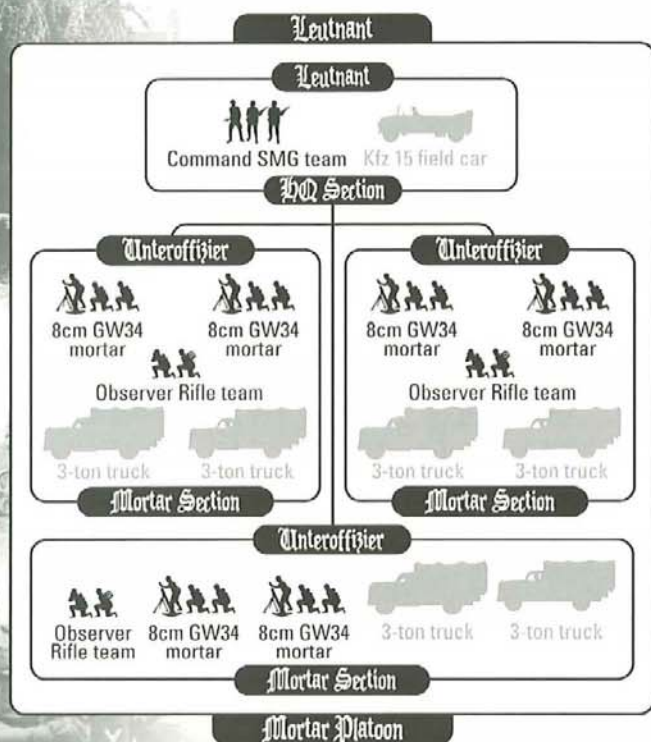 Leutnant
Leutnant
Command SMG team Kfz 15 field car
HQ Section
Unteroffizier
8cm GW34 mortar
8cm GW34 mortar
Observer Rifle team
3-ton truck 3-ton truck
Mortar Section
Unteroffizier
8cm GW34 mortar
8cm GW34 mortar
Observer Rifle team
3-ton truck 3-ton truck
Mortar Section
Unteroffizier
Observer Rifle team
8cm GW34 mortar
8cm GW34 mortar
3-ton truck 3-ton truck
Mortar Section
Mortar Platoon